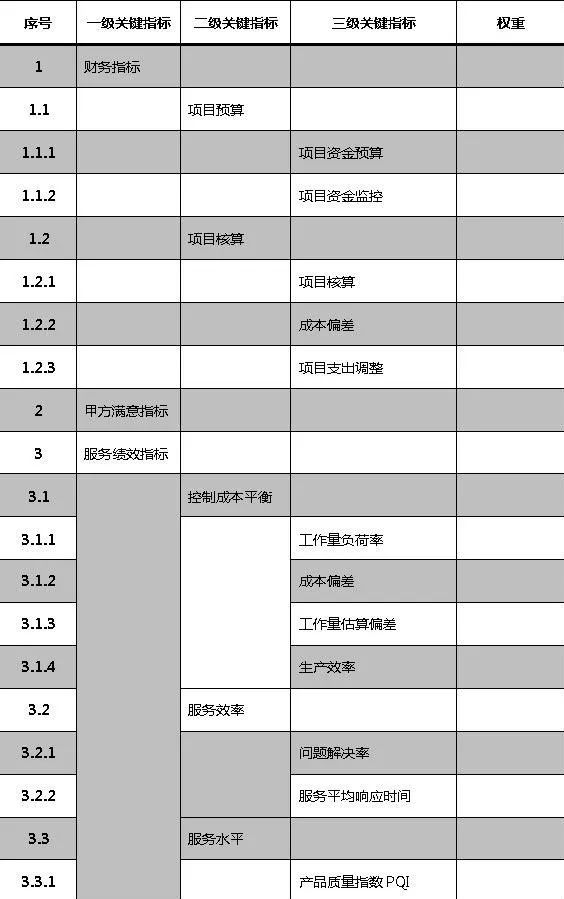 序号 一级关键指标 二级关键指标 三级关键指标 权重
1 财务指标
1.1 项目预算
1.1.1 项目资金预算
1.1.2 项目资金监控
1.2 项目核算
1.2.1 项目核算
1.2.2 成本偏差
1.2.3 项目支出调整
2 甲方满意指标
3 服务绩效指标
3.1 控制成本平衡
3.1.1 工作量负荷率
3.1.2 成本偏差
3.1.3 工作量估算偏差
3.1.4 生产效率
3.2 服务效率
3.2.1 问题解决率
3.2.2 服务平均响应时间
3.3 服务水平
3.3.1 产品质量指数PQI